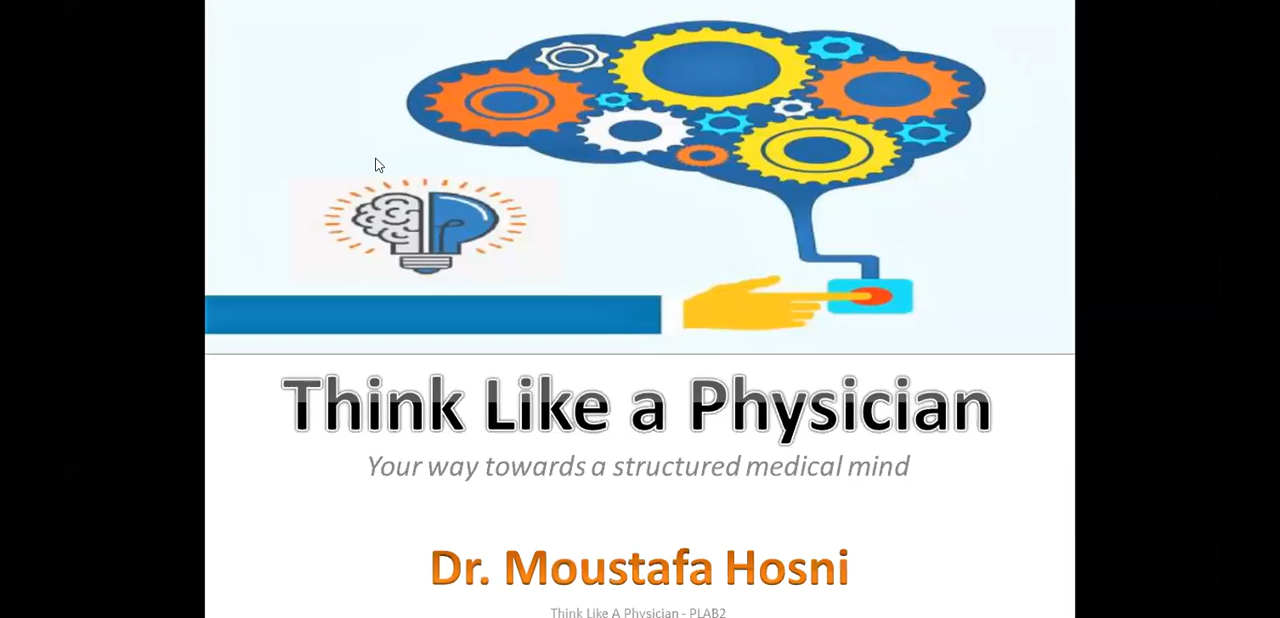 Think Like a Physician
Your way towards a structured medical mind
Dr. Moustafa Hosni
Think Like A Physician - PLAB2